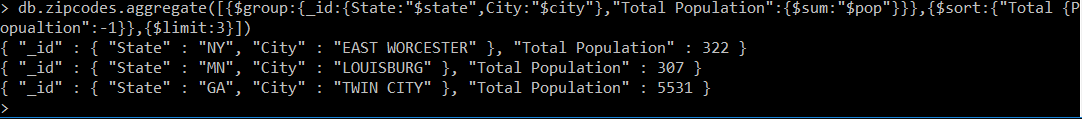 > db.zipcodes.aggregate([{$group:{_id:{State:"$state",City:"$city"},"Total Population":{$sum:"$pop"}}},{$sort:{"Total {P
opualtion":-1}},{$limit:3}])
{ "_id" : { "State" : "NY", "City" : "EAST WORCESTER" }, "Total Population" : 322 }
{ "_id" : { "State" : "MN", "City" : "LOUISBURG" }, "Total Population" : 307 }
{ "_id" : { "State" : "GA", "City" : "TWIN CITY" }, "Total Population" : 5531 }
>